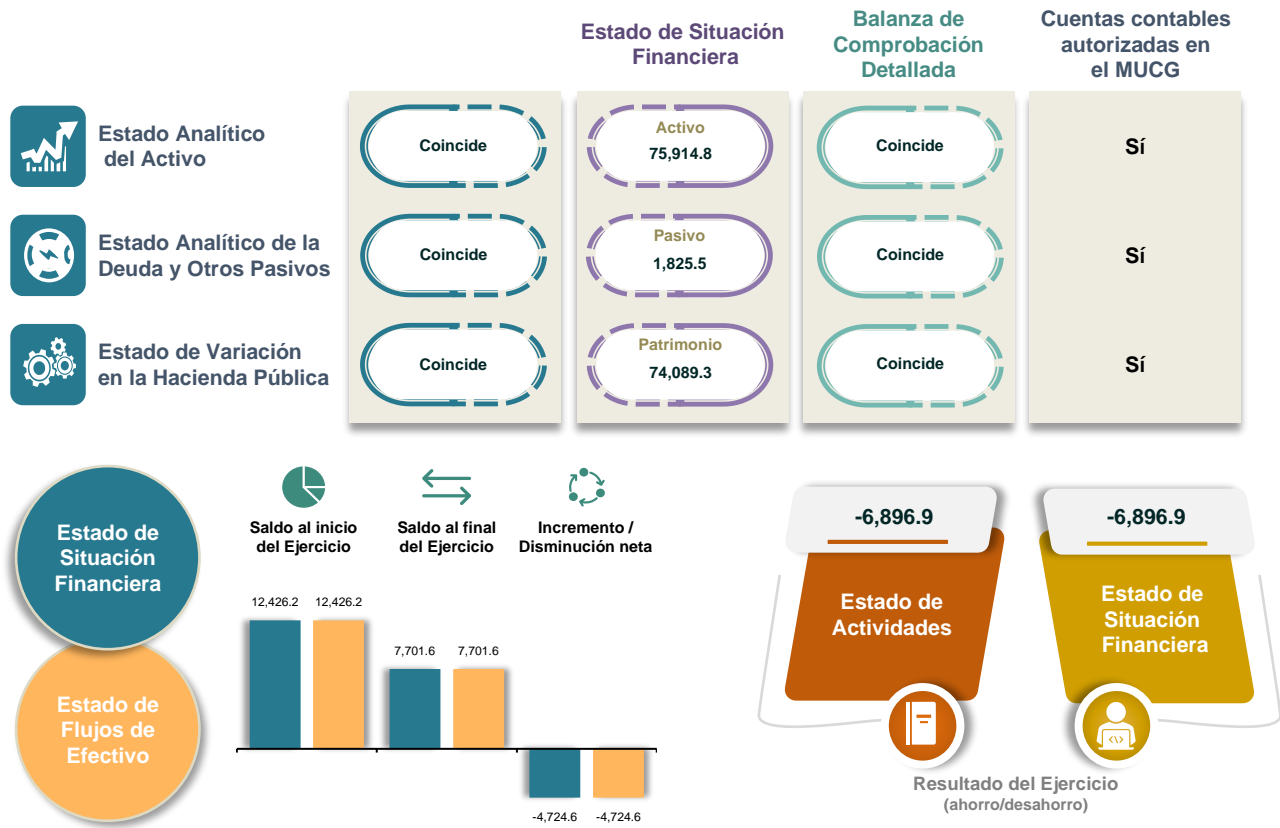 Estado de Situación
Financiera
Balanza de
Comprobación
Detallada
Cuentas contables
autorizadas en
el MUCG
Estado Analítico
del Activo
Coincide
Activo
75,914.8
Coincide
Sí
Estado Analítico de la
Deuda y Otros Pasivos
Coincide
Pasivo
1,825.5
Coincide
Sí
Estado de Variación
en la Hacienda Pública
Coincide
Patrimonio
74,089.3
Coincide
Sí
Estado de
Situación
Financiera
Estado de
Flujos de
Efectivo
Saldo al inicio
del Ejercicio
Saldo al final
del Ejercicio
Incremento /
Disminución neta
12,426.2
12,426.2
7,701.6
7,701.6
-4,724.6
-4,724.6
-6,896.9
Estado de
Actividades
-6,896.9
Estado de
Situación
Financiera
Resultado del Ejercicio
(ahorro/desahorro)